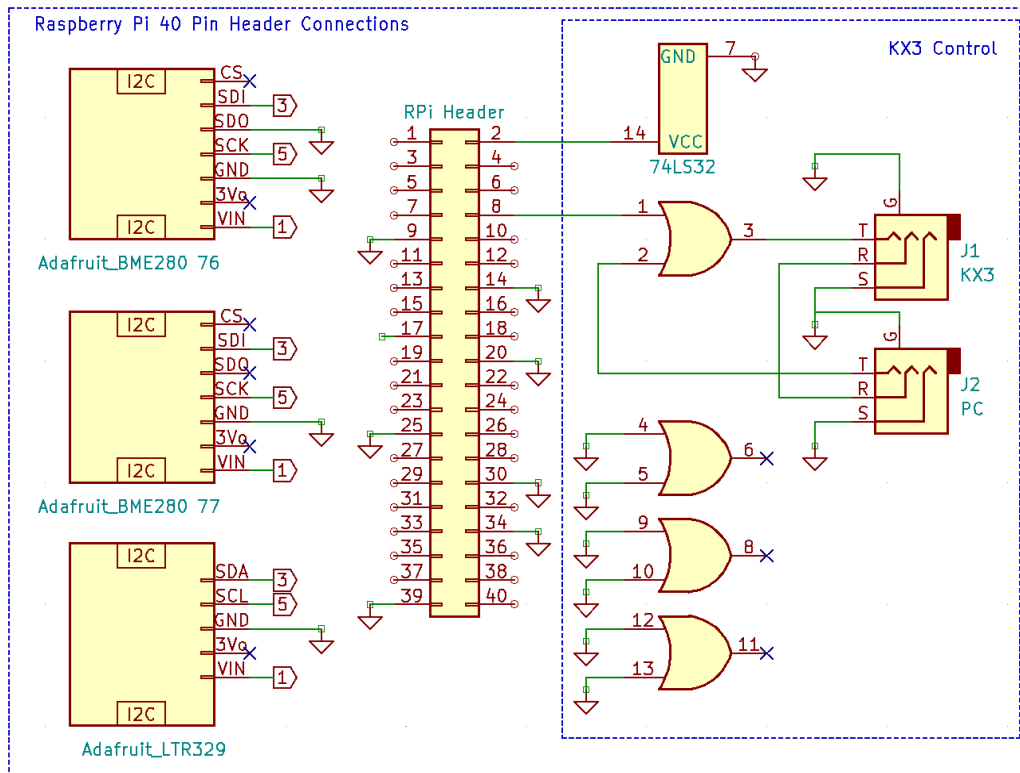 Raspberry Pi 40 Pin Header Connections
I2C
CS
SDI
3
SDO
SCK
5
GND
3Vo
VIN
1
I2C
Adafruit_BME280 76
I2C
CS
SDI
3
SDO
SCK
5
GND
3Vo
VIN
1
I2C
Adafruit_BME280 77
I2C
SDA
3
SCL
5
GND
3Vo
VIN
1
I2C
Adafruit_LTR329
RPi Header
1 2
3 4
5 6
7 8
9 10
11 12
13 14
15 16
17 18
19 20
21 22
23 24
25 26
27 28
29 30
31 32
33 34
35 36
37 38
39 40
KX3 Control
GND 7
14 VCC
74LS32
1
2
3
G
T
R
S
J1
KX3
G
T
R
S
J2
PC
4
5
6
9
10
8
12
13
11